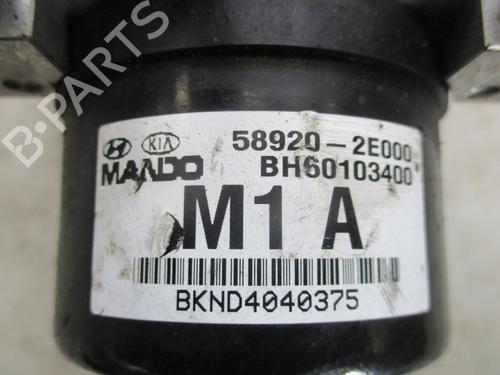 KIA 58920-2E000
MANDO BH60103400
M1 A
BKND4040375
B-PARTS